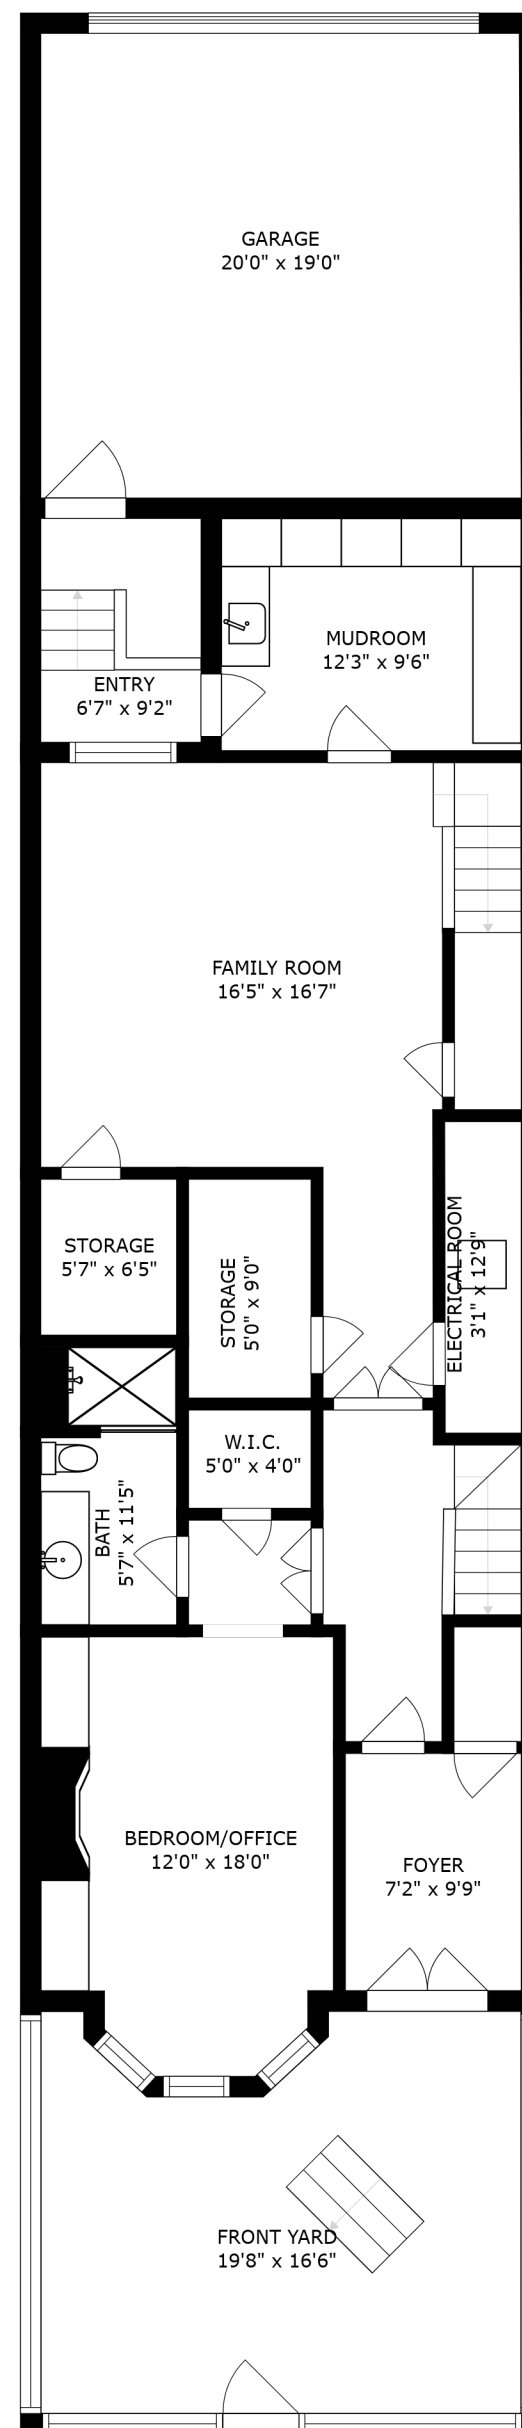 GARAGE
20'0" x 19'0"
MUDROOM
12'3" x 9'6"
ENTRY
6'7" x 9'2"
FAMILY ROOM
16'5" x 16'7"
STORAGE
5'7" x 6'5"
STORAGE
5'0" x 9'0"
ELECTRICAL ROOM
3'1" x 12'9"
W.I.C.
5'0" x 4'0"
BATH
5'7" x 11'5"
BEDROOM/OFFICE
12'0" x 18'0"
FOYER
7'2" x 9'9"
FRONT YARD
19'8" x 16'6"